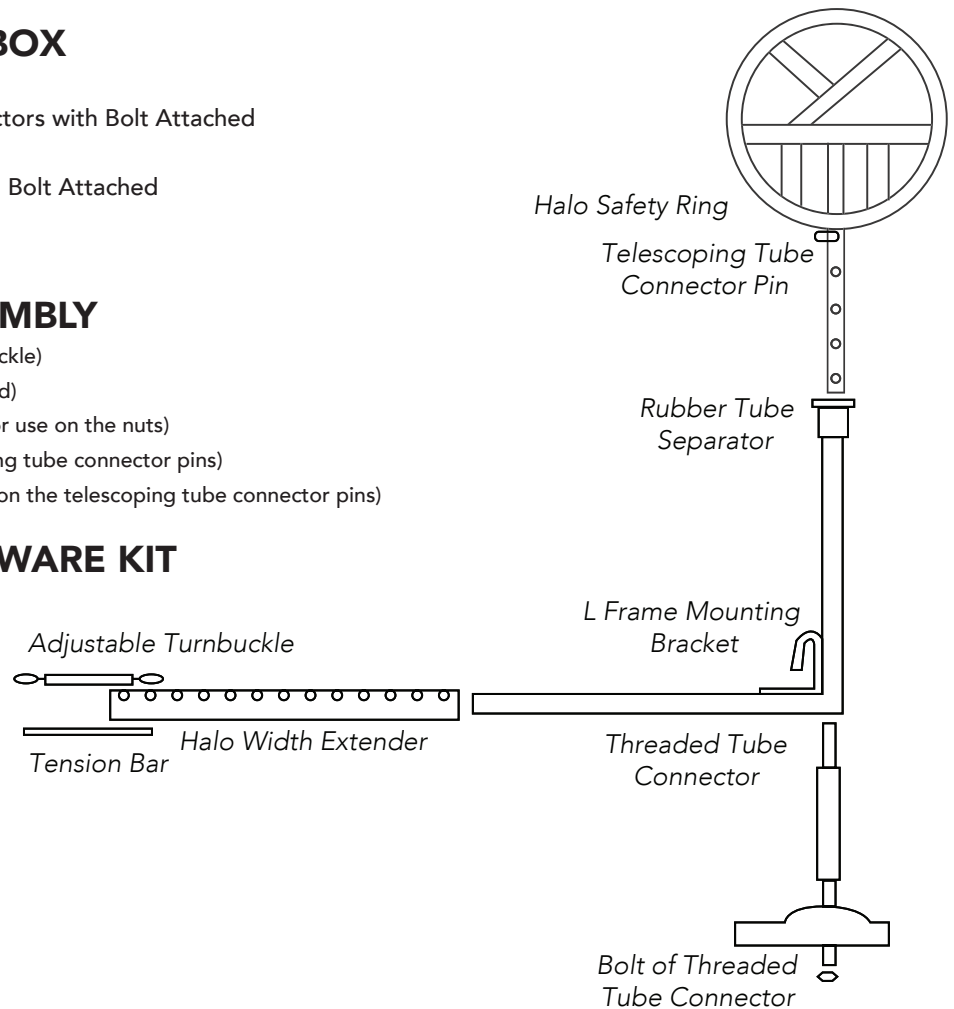 BOX
ctors with Bolt Attached
Bolt Attached
MBLY
ckle)
d)
r use on the nuts)
ng tube connector pins)
on the telescoping tube connector pins)
WARE KIT
Halo Safety Ring
Telescoping Tube
Connector Pin
Rubber Tube
Separator
L Frame Mounting
Bracket
Adjustable Turnbuckle
Halo Width Extender
Tension Bar
Threaded Tube
Connector
Bolt of Threaded
Tube Connector